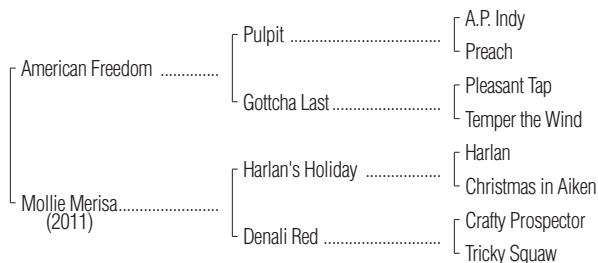 A.P. Indy
Pulpit ........................................
Preach
American Freedom ...............
Pleasant Tap
Gottcha Last.............................
Temper the Wind
Harlan
Harlan's Holiday ....................
Christmas in Aiken
Mollie Merisa..........................
(2011)
Crafty Prospector
Denali Red ...............................
Tricky Squaw